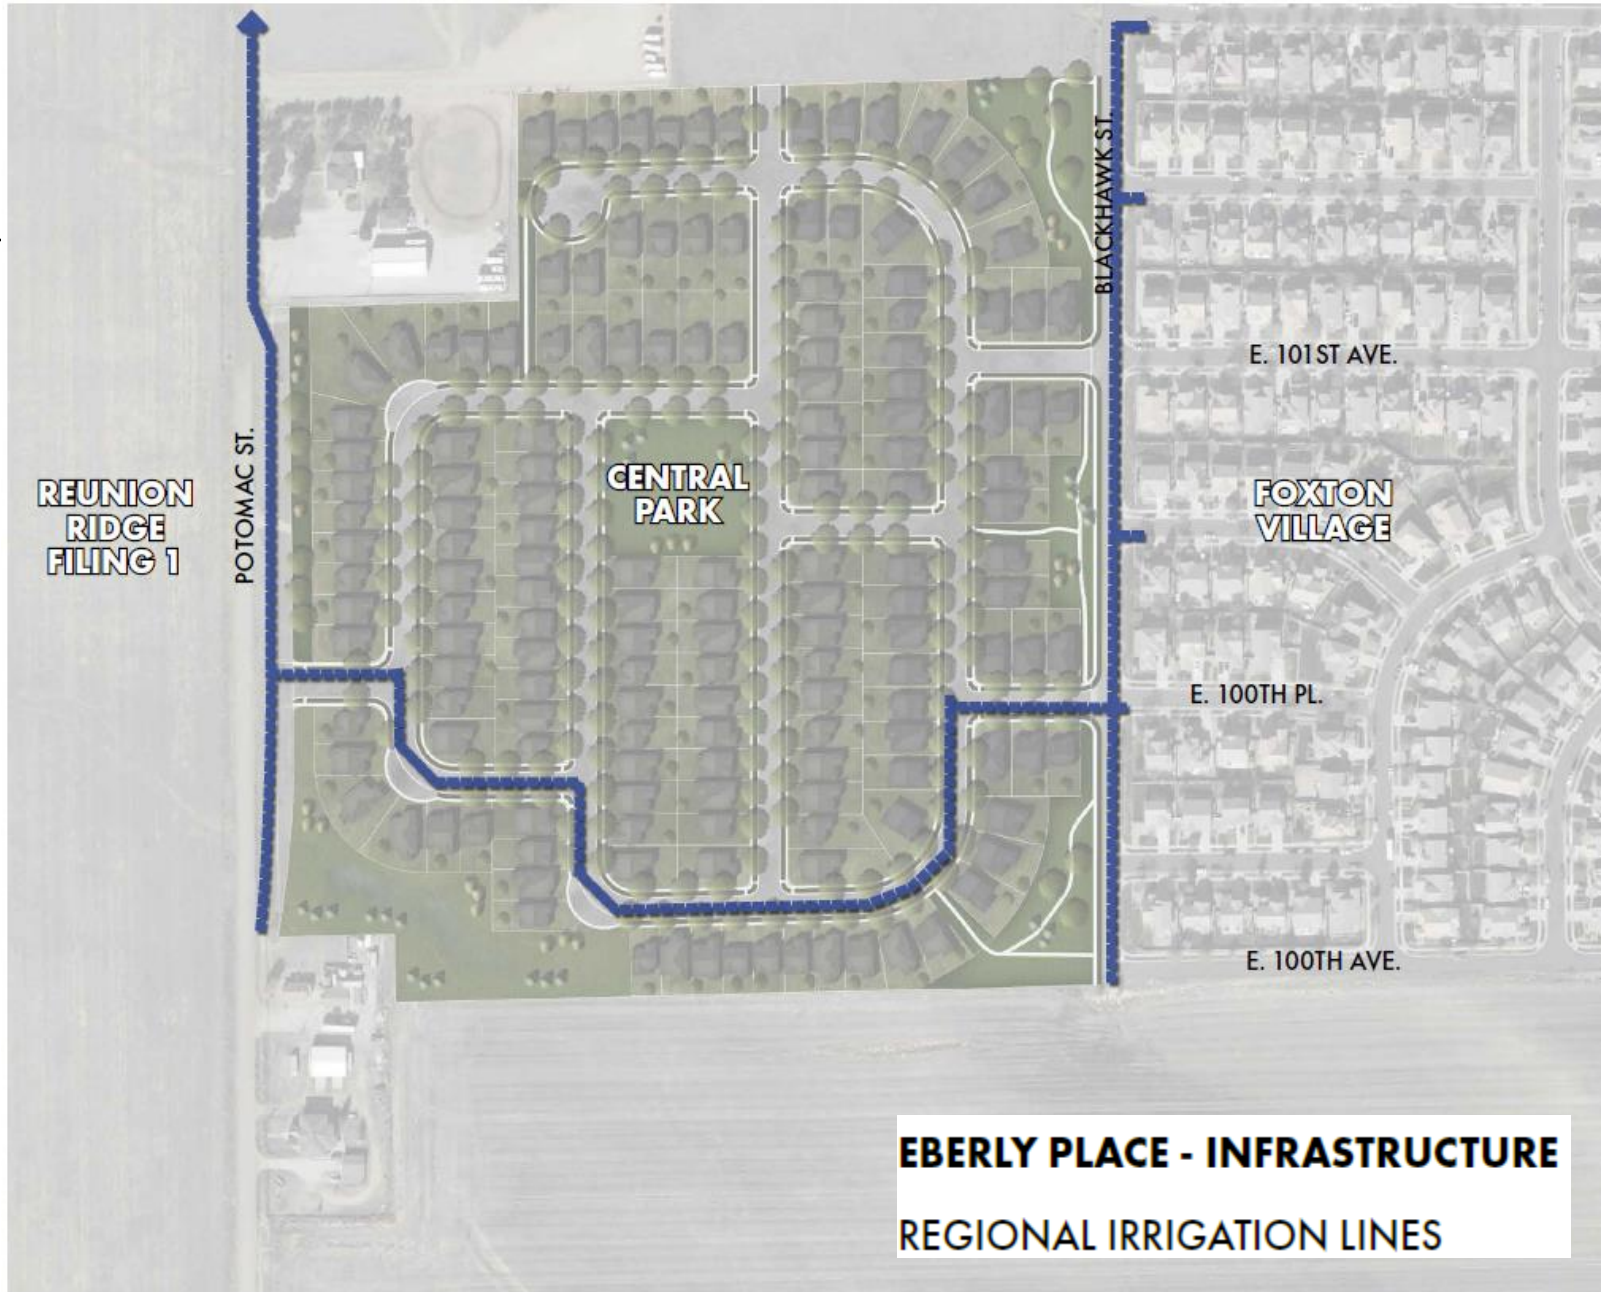 BLACKHAWK ST.
E. 101ST AVE.
POTOMAC ST.
REUNION
RIDGE
FILING 1
CENTRAL
PARK
FOXTON
VILLAGE
E. 100TH PL.
E. 100TH AVE.
EBERLY PLACE - INFRASTRUCTURE
REGIONAL IRRIGATION LINES